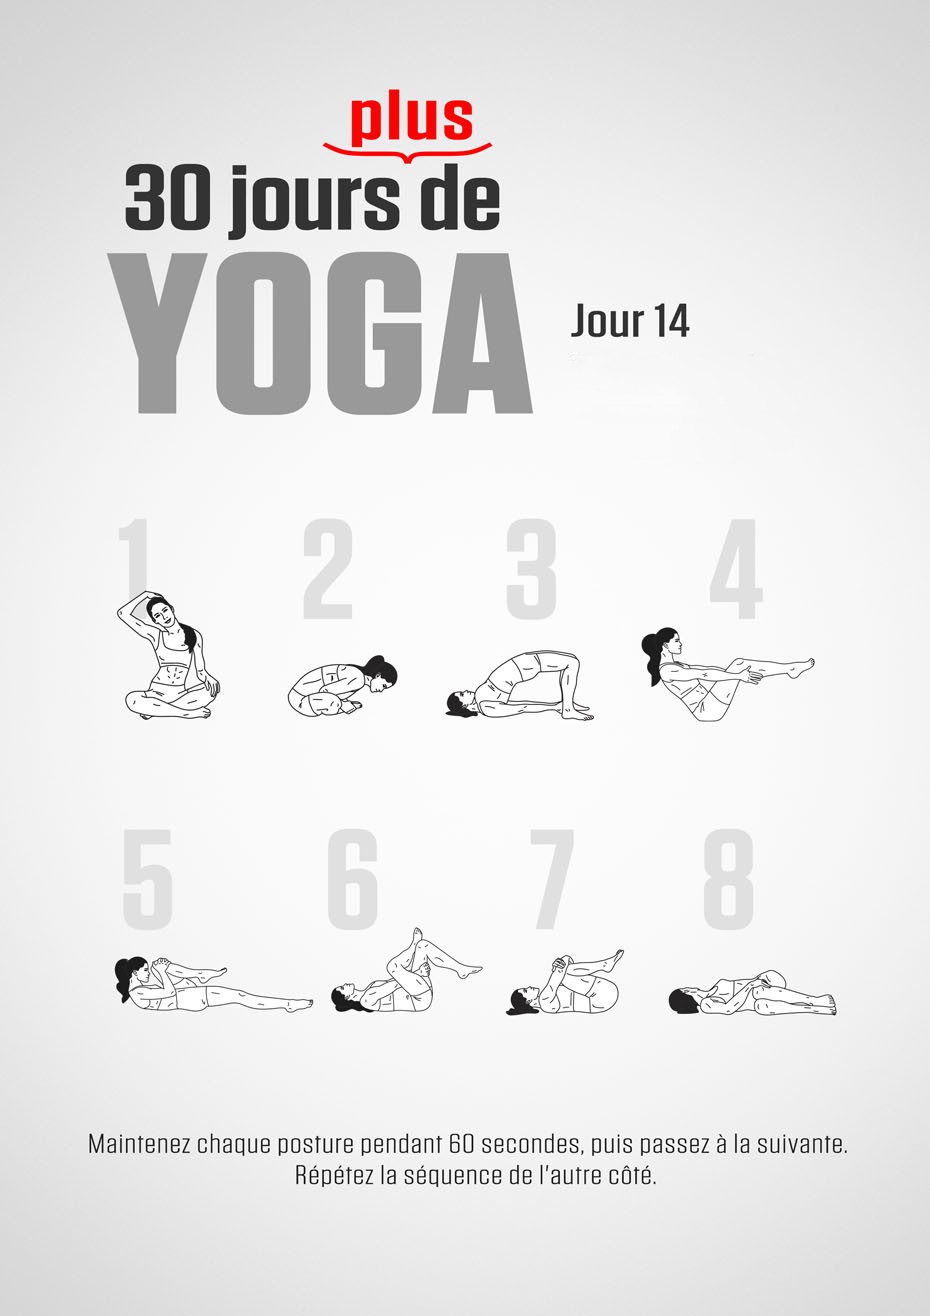 plus
30 jours de
YOGA
Jour 14
1 2 3 4
5 6 7 8
Maintenez chaque posture pendant 60 secondes, puis passez à la suivante.
Répétez la séquence de l'autre côté.